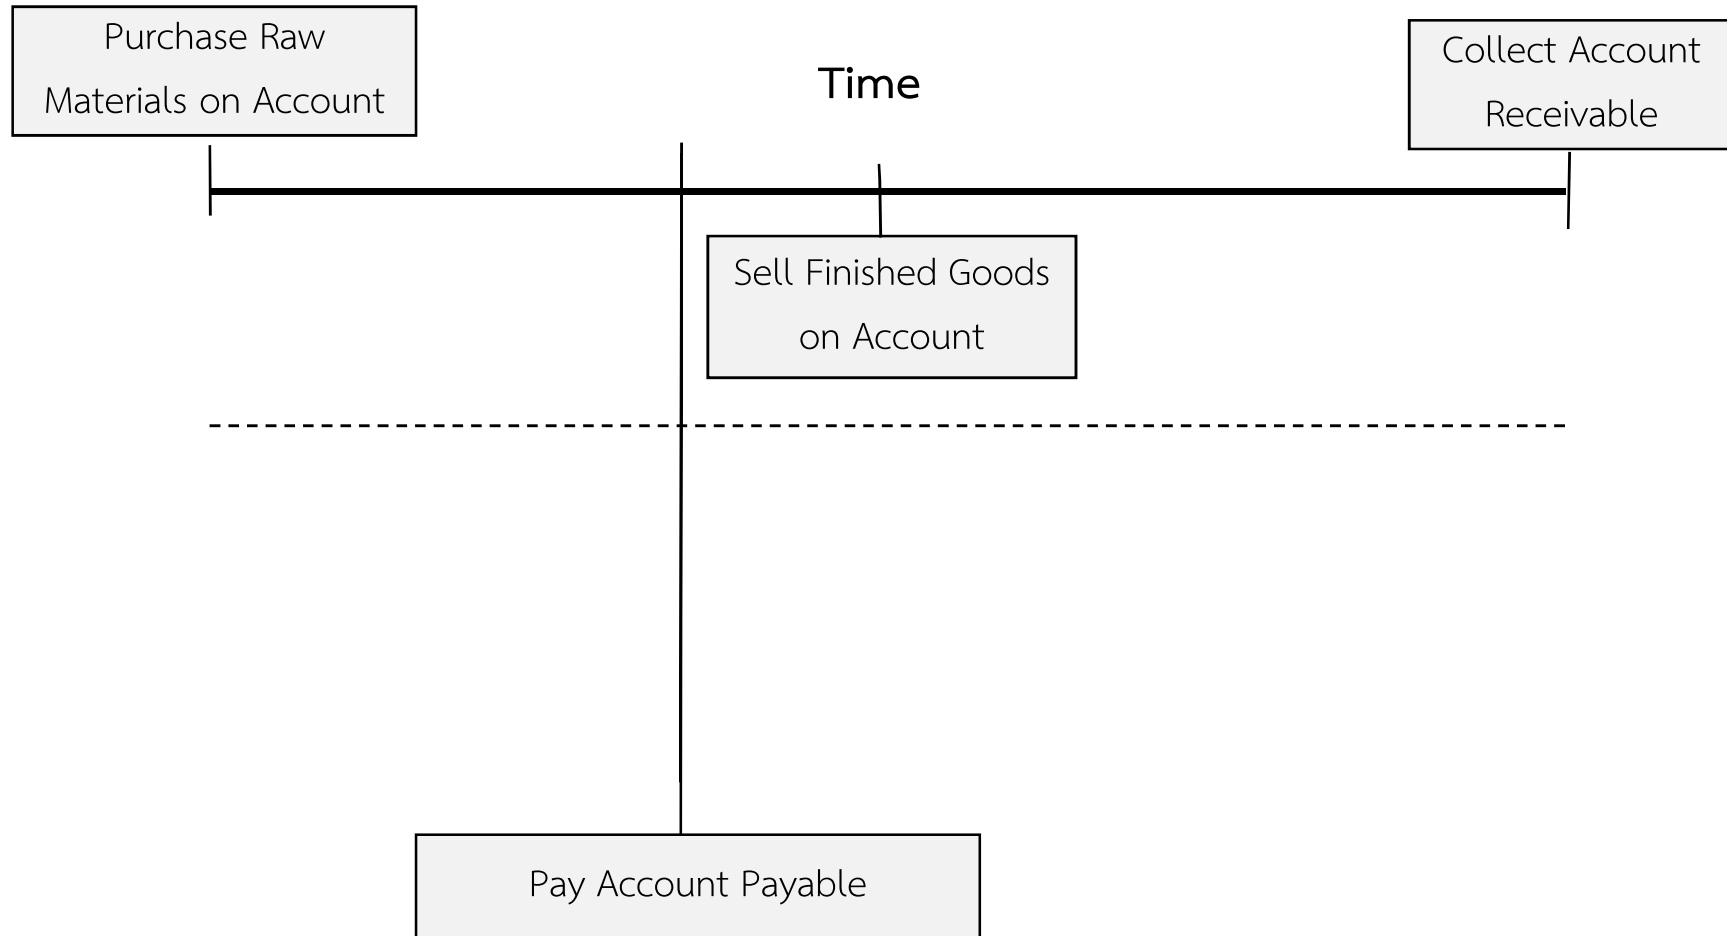 Purchase Raw
Materials on Account
Time
Collect Account
Receivable
Sell Finished Goods
on Account
Pay Account Payable